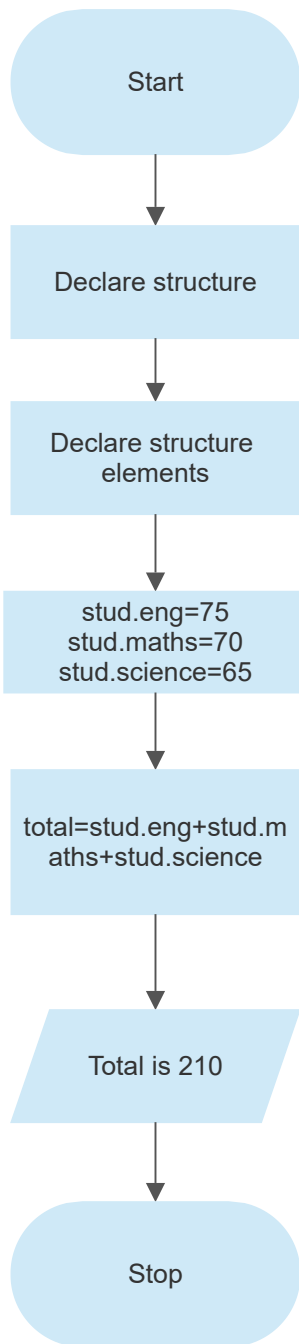 Start
Declare structure
Declare structure
elements
stud.eng=75
stud.maths=70
stud.science=65
total=stud.eng+stud.m
aths+stud.science
Total is 210
Stop